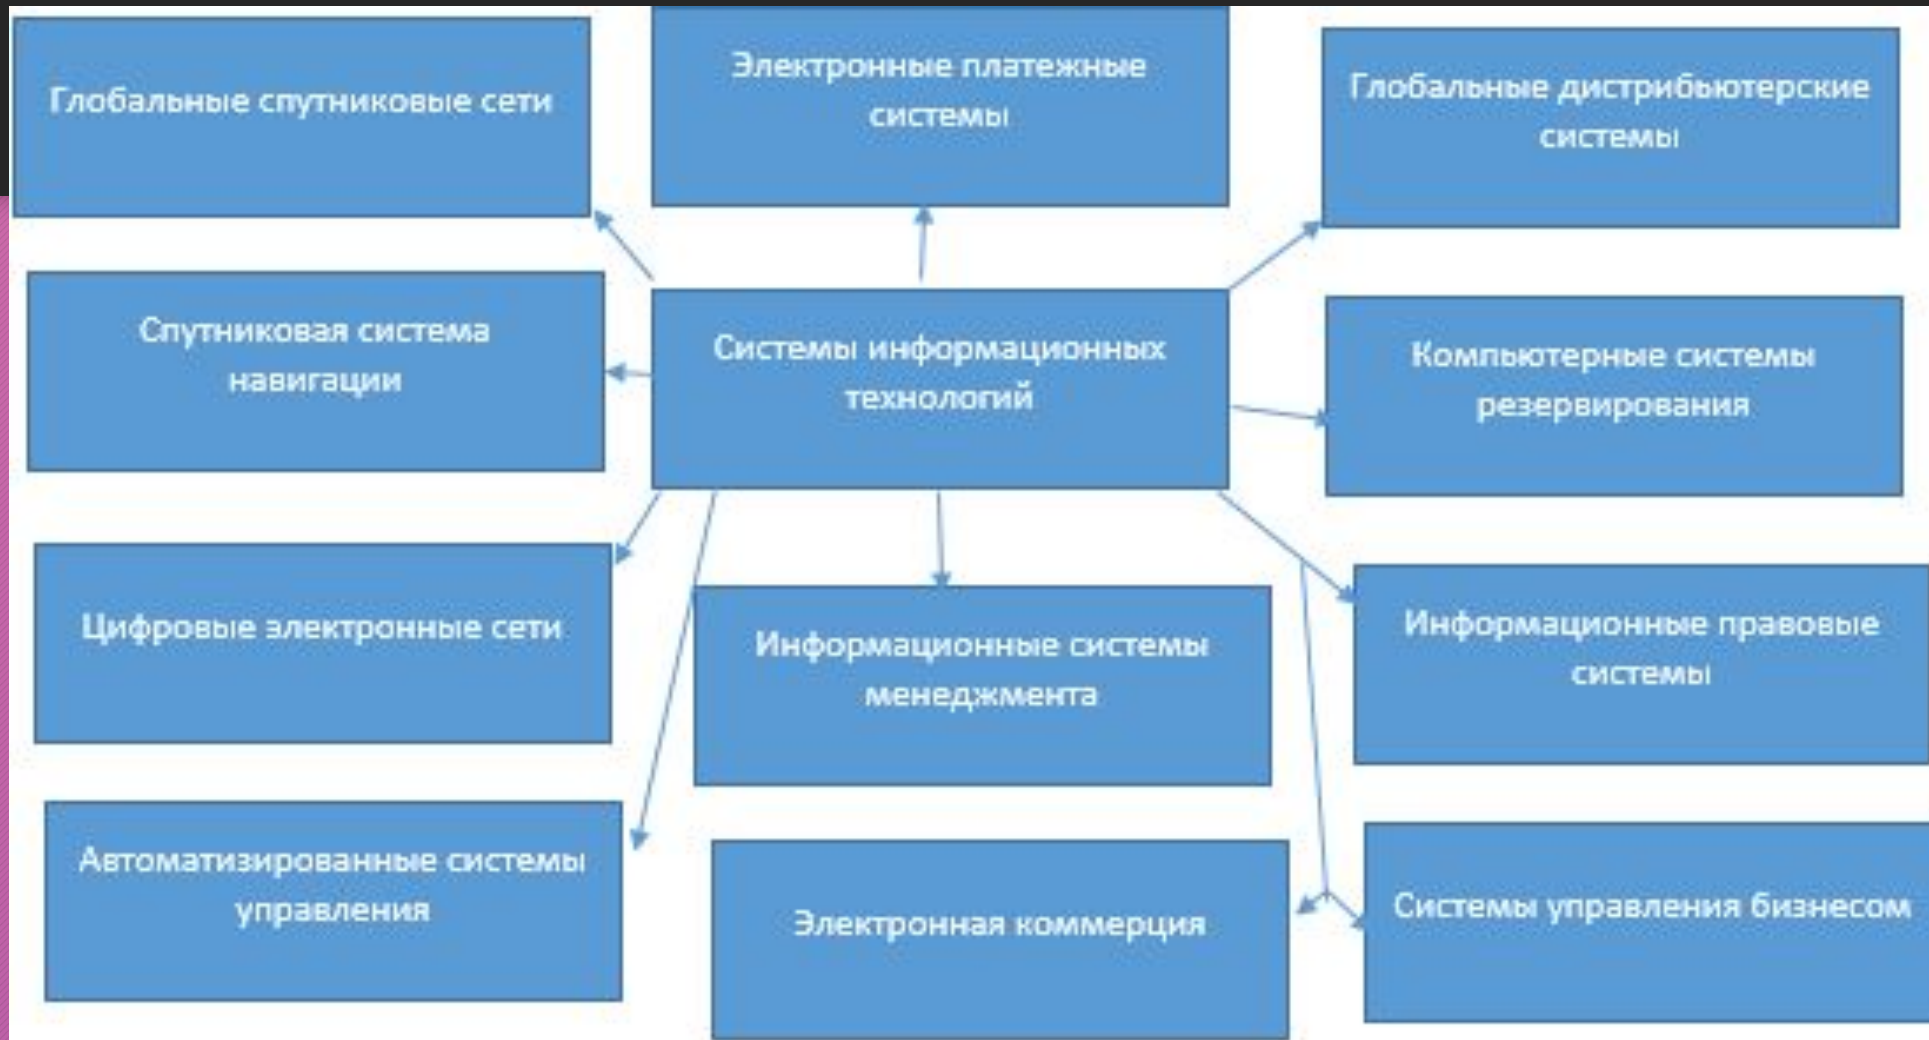 Глобальные спутниковые сети
Электронные платежные
системы
Глобальные дистрибьютерские
системы
Спутниковая система
навигации
Системы информационных
технологий
Компьютерные системы
резервирования
Цифровые электронные сети
Информационные системы
менеджмента
Информационные правовые
системы
Автоматизированные системы
управления
Электронная коммерция
Системы управления бизнесом